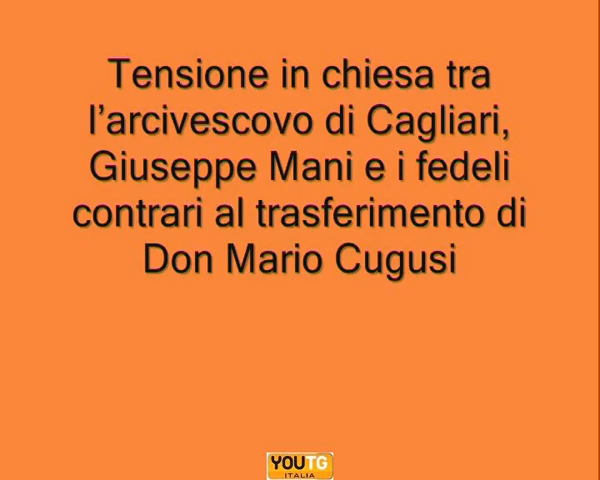 Tensione in chiesa tra
l’arcivescovo di Cagliari,
Giuseppe Mani e i fedeli
contrari al trasferimento di
Don Mario Cugusi
YOUTG
ITALIA